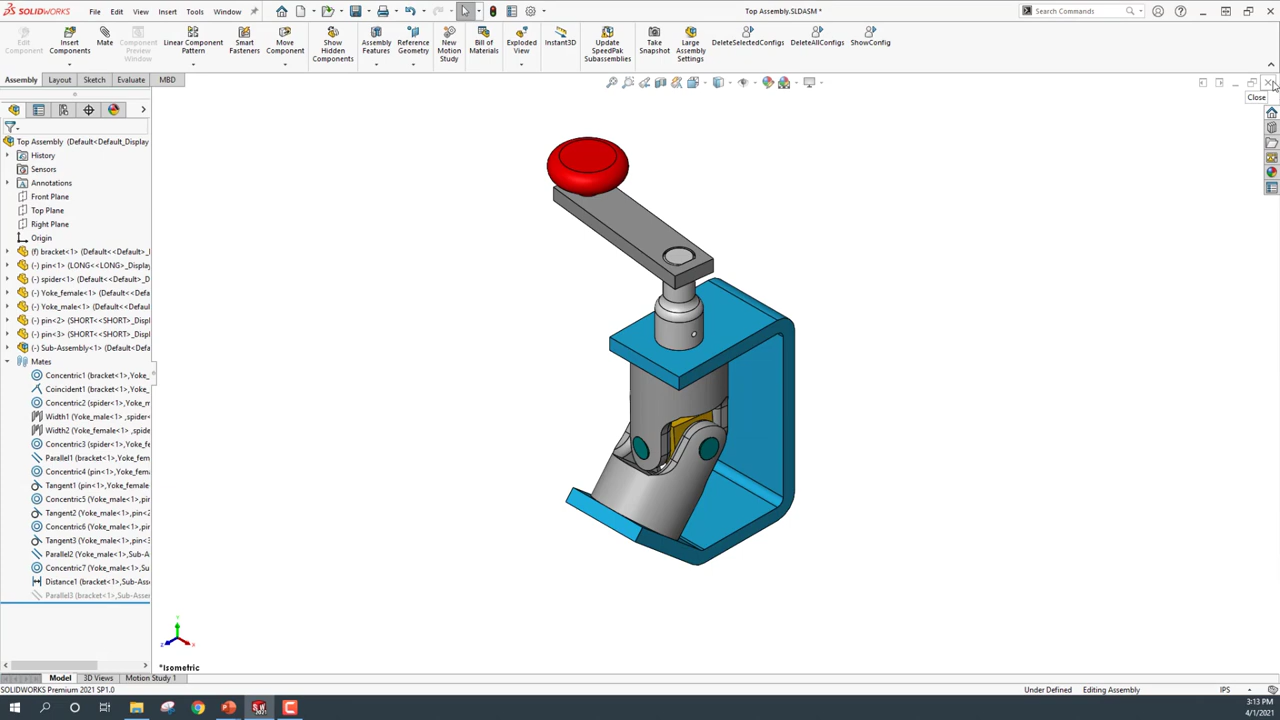 SOLIDWORKS File Edit View Insert Tools Window Top Assembly.SLDASM * Search Commands
Edit Component Insert Components Mate Component Preview Window Linear Component Pattern Smart Fasteners Move Component Show Hidden Components Assembly Features Reference Geometry New Motion Study Bill of Materials Exploded View Instant3D Update SpeedPak Subassemblies Take Snapshot Large Assembly Settings DeleteSelectedConfigs DeleteAllConfigs ShowConfig
Assembly Layout Sketch Evaluate MBD
Close
Top Assembly (Default<Default_Display
History
Sensors
Annotations
Front Plane
Top Plane
Right Plane
Origin
(f) bracket<1> (Default<<Default>_
(-) pin<1> (LONG<<LONG>_Displ
(-) spider<1> (Default<<Default>_
(-) Yoke_female<1> (Default<<Def
(-) Yoke_male<1> (Default<<Defa
(-) pin<2> (SHORT<<SHORT>_Disp
(-) pin<3> (SHORT<<SHORT>_Disp
(-) Sub-Assembly<1> (Default<Def
Mates
Concentric1 (bracket<1>,Yoke_
Coincident1 (bracket<1>,Yoke_
Concentric2 (spider<1>,Yoke_m
Width1 (Yoke_male<1> ,spider
Width2 (Yoke_female<1> ,spide
Concentric3 (spider<1>,Yoke_fe
Parallel1 (bracket<1>,Yoke_fem
Concentric4 (pin<1>,Yoke_fem
Tangent1 (pin<1>,Yoke_female
Concentric5 (Yoke_male<1>,pin
Tangent2 (Yoke_male<1>,pin<2
Concentric6 (Yoke_male<1>,pin
Tangent3 (Yoke_male<1>,pin<3
Parallel2 (Yoke_male<1>,Sub-A
Concentric7 (Yoke_male<1>,Sub
Distance1 (bracket<1>,Sub-Ass
Parallel3 (bracket<1>,Sub-Asse
Y
Z X
*Isometric
Model 3D Views Motion Study 1
SOLIDWORKS Premium 2021 SP1.0 Under Defined Editing Assembly IPS
3:13 PM
4/1/2021